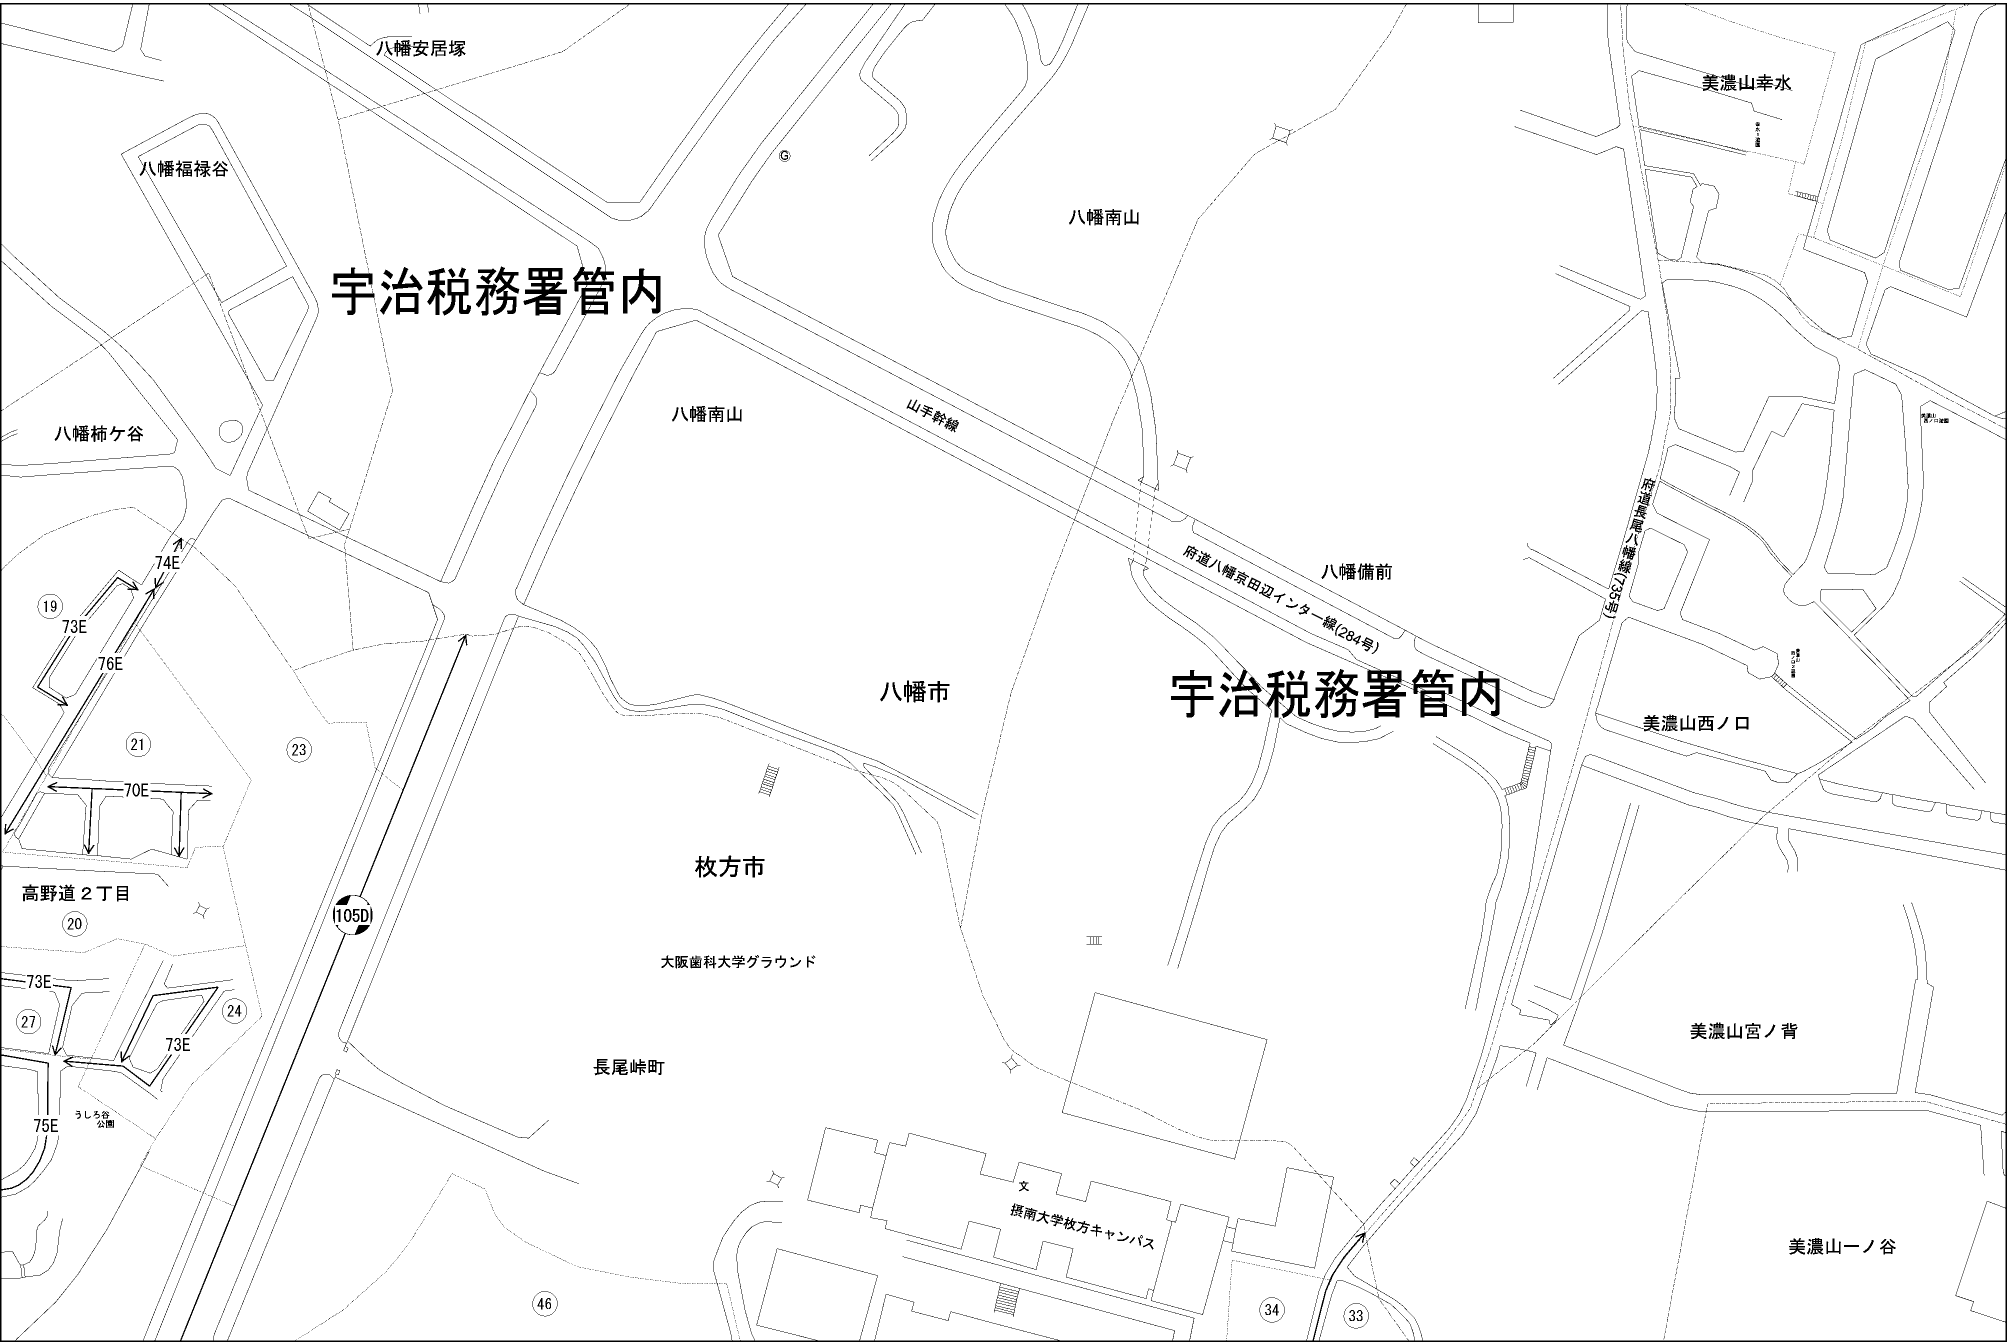 八幡安居塚
美濃山幸水
幸水1遊園
G
八幡福禄谷
八幡南山
宇治税務署管内
八幡柿ケ谷
八幡南山
山手幹線
府道長尾八幡線(735号)
府道八幡京田辺インター線(284号)
八幡備前
74E
19
73E
76E
八幡市
宇治税務署管内
美濃山西ノ口
21
23
70E
枚方市
高野道2丁目
20
105D
大阪歯科大学グラウンド
73E
27
24
73E
美濃山宮ノ背
長尾峠町
うしろ谷
公園
75E
文
摂南大学枚方キャンパス
美濃山一ノ谷
46
34
33